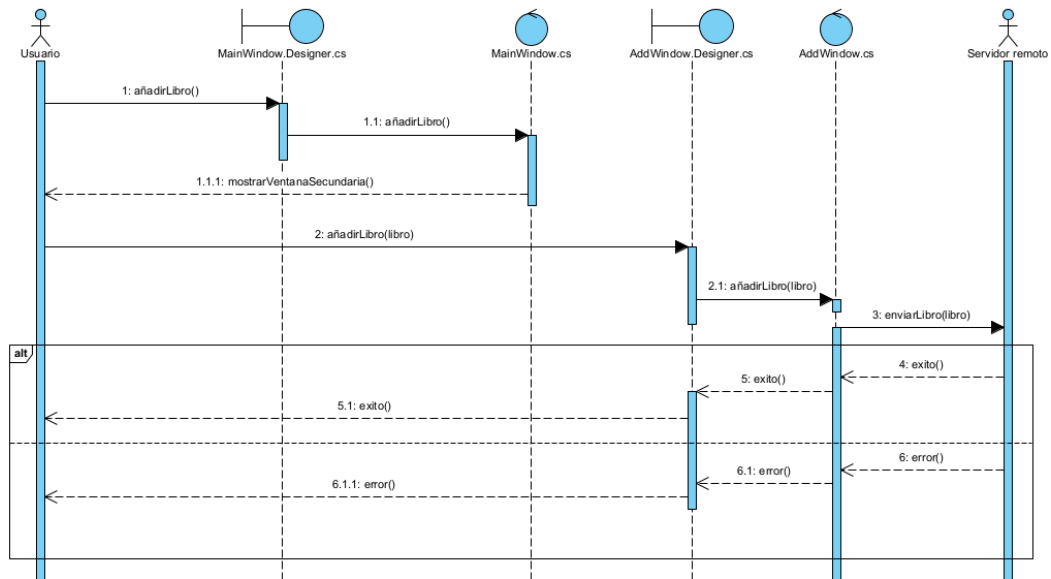 Usuario
MainWindow.Designer.cs
MainWindow.cs
AddWindow.Designer.cs
AddWindow.cs
Servidor remoto
1: añadirLibro()
1.1: añadirLibro()
1.1.1: mostrarVentanaSecundaria()
2: añadirLibro(libro)
2.1: añadirLibro(libro)
3: enviarLibro(libro)
alt
4: exito()
5: exito()
5.1: exito()
6: error()
6.1: error()
6.1.1: error()